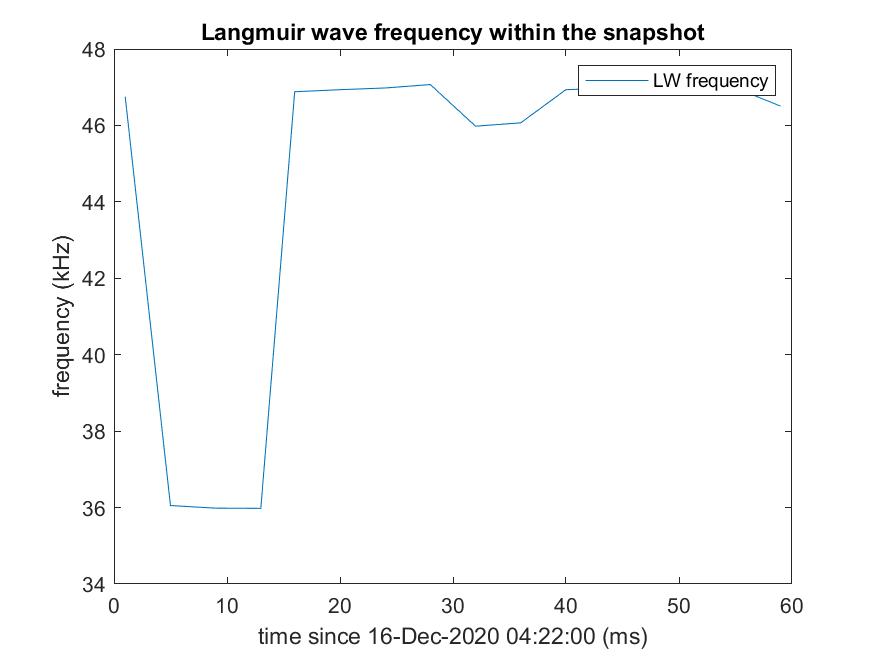 Langmuir wave frequency within the snapshot
48
46
44
42
40
38
36
34
frequency (kHz)
LW frequency
0 10 20 30 40 50 60
time since 16-Dec-2020 04:22:00 (ms)